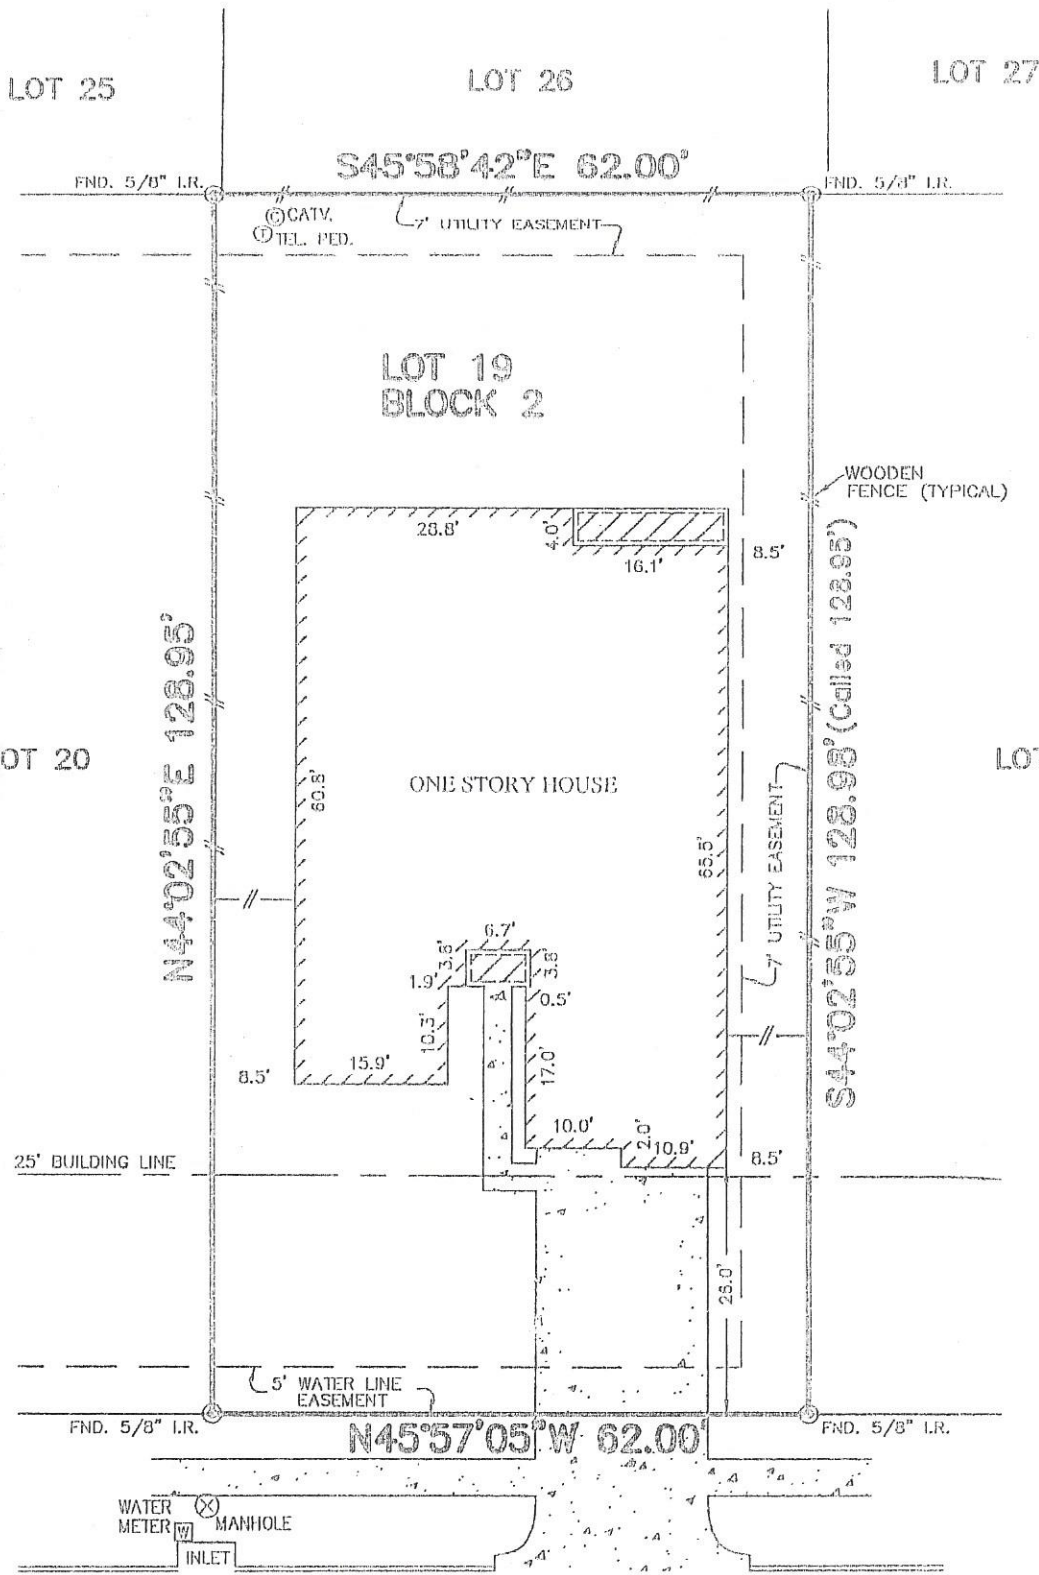 LOT 25
LOT 26
LOT 27
S45°58'42"E 62.00'
FND. 5/8" I.R.
FND. 5/8" I.R.
Ⓒ CATV.
Ⓣ TEL. PED.
7' UTILITY EASEMENT
LOT 19
BLOCK 2
WOODEN
FENCE (TYPICAL)
28.8'
4.0'
16.1'
8.5'
N44°02'55"E 128.95'
S44°02'55"W 128.98' (Called 128.95')
OT 20
LO
ONE STORY HOUSE
60.8'
65.5'
7' UTILITY EASEMENT
6.7'
3.8'
3.8
1.9'
0.5'
10.3'
17.0'
15.9'
8.5'
10.0'
2.0'
10.9'
8.5'
25' BUILDING LINE
26.0'
5' WATER LINE
EASEMENT
FND. 5/8" I.R.
FND. 5/8" I.R.
N45°57'05"W 62.00'
WATER
METER
W
MANHOLE
INLET